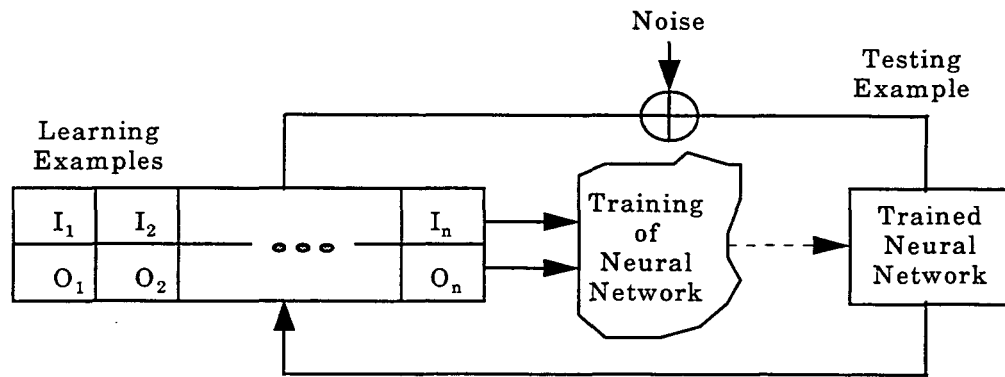 Noise
Testing
Example
Learning
Examples
I₁ I₂ Iₙ
O₁ O₂ Oₙ
Training
of
Neural
Network
Trained
Neural
Network